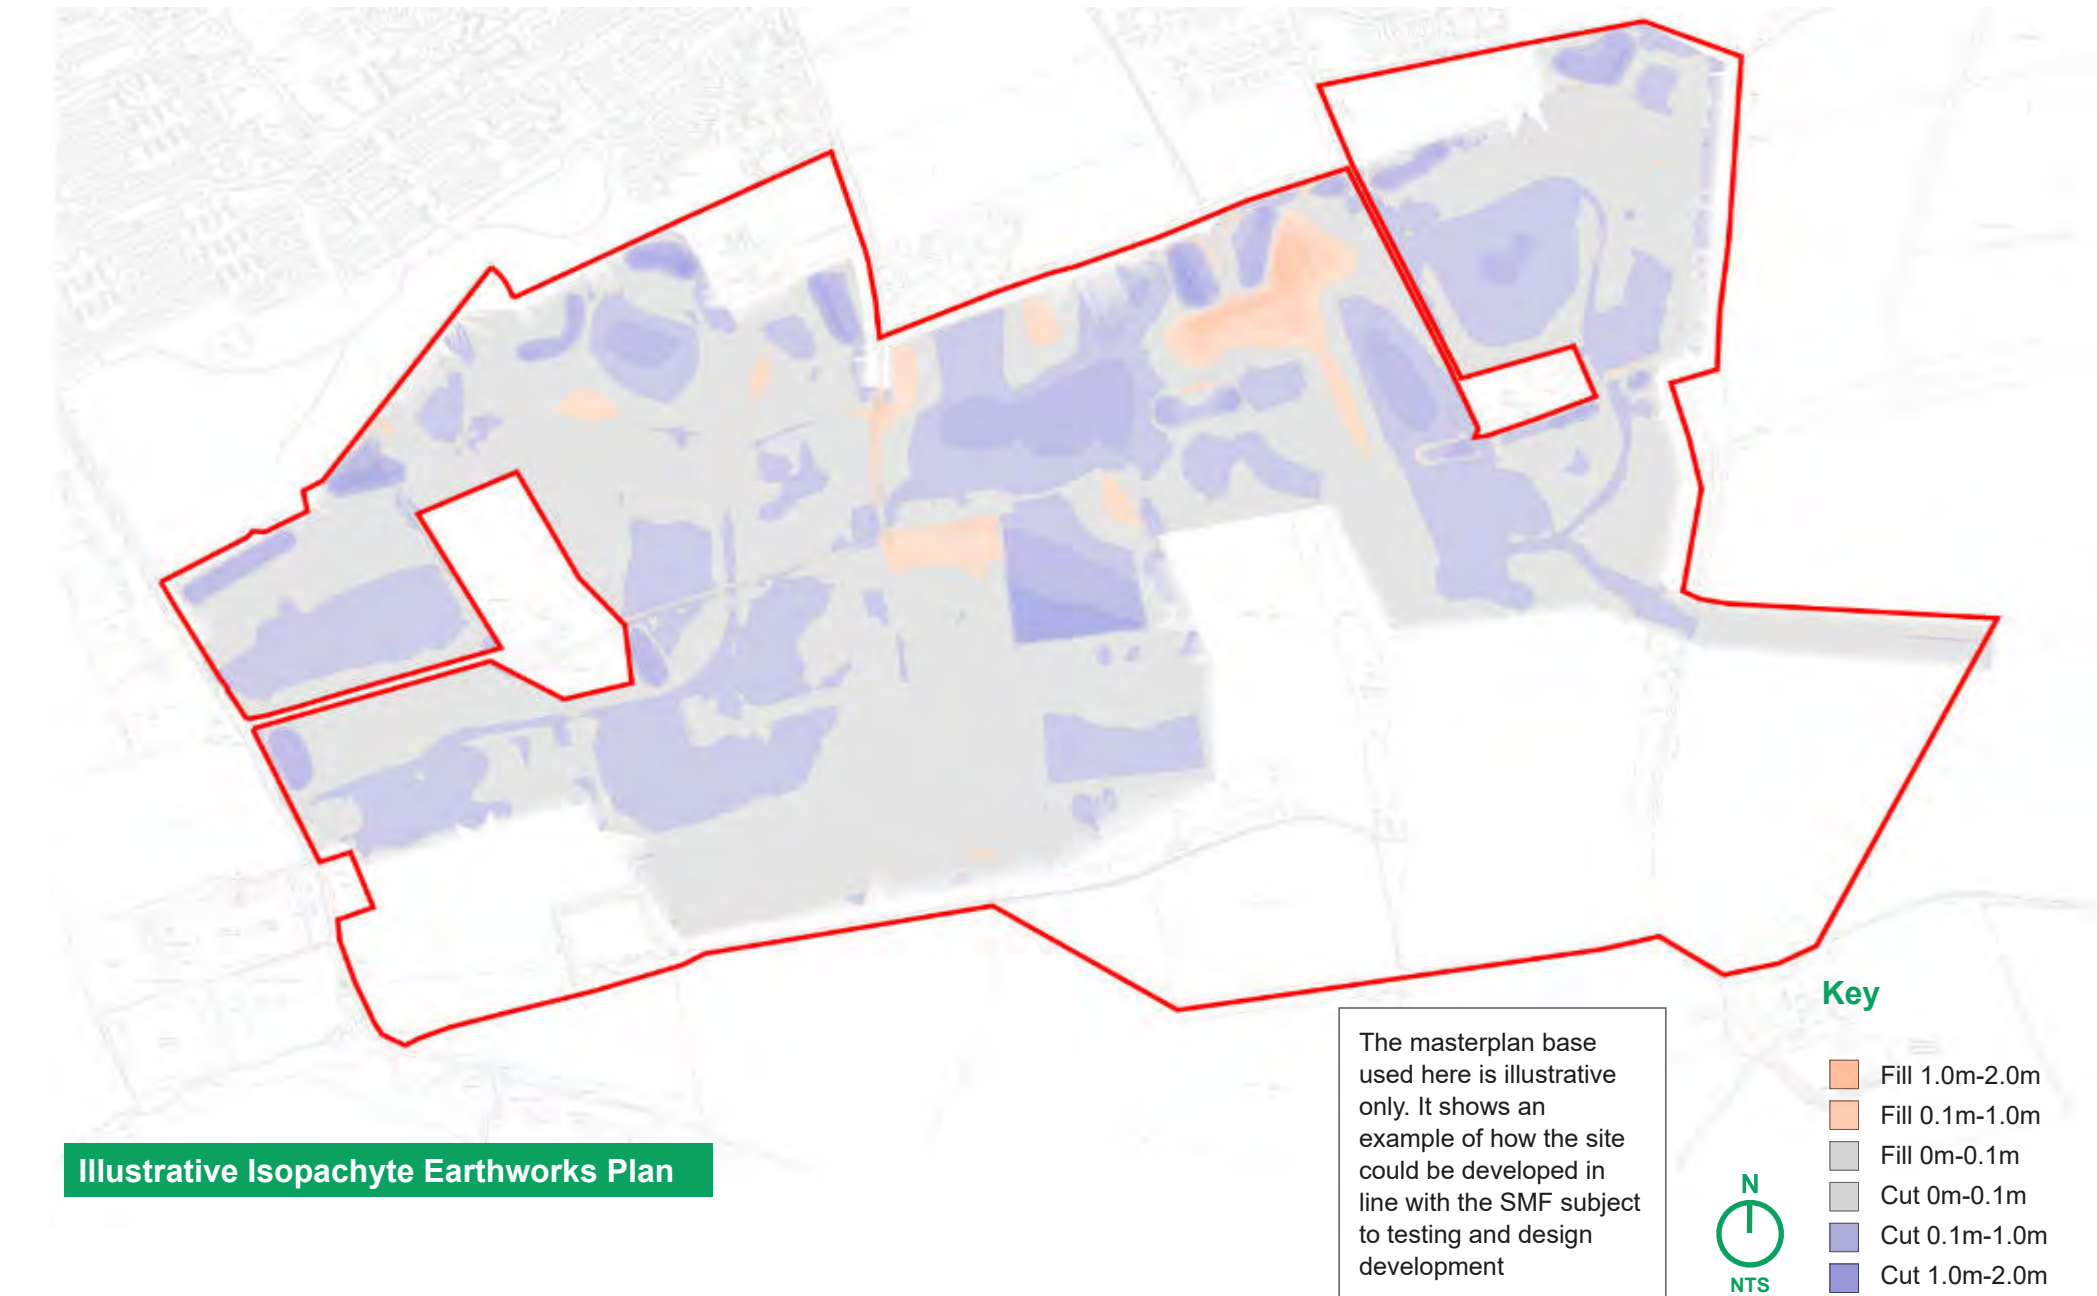 Illustrative Isopachyte Earthworks Plan
The masterplan base
used here is illustrative
only. It shows an
example of how the site
could be developed in
line with the SMF subject
to testing and design
development
N
NTS
Key
Fill 1.0m-2.0m
Fill 0.1m-1.0m
Fill 0m-0.1m
Cut 0m-0.1m
Cut 0.1m-1.0m
Cut 1.0m-2.0m